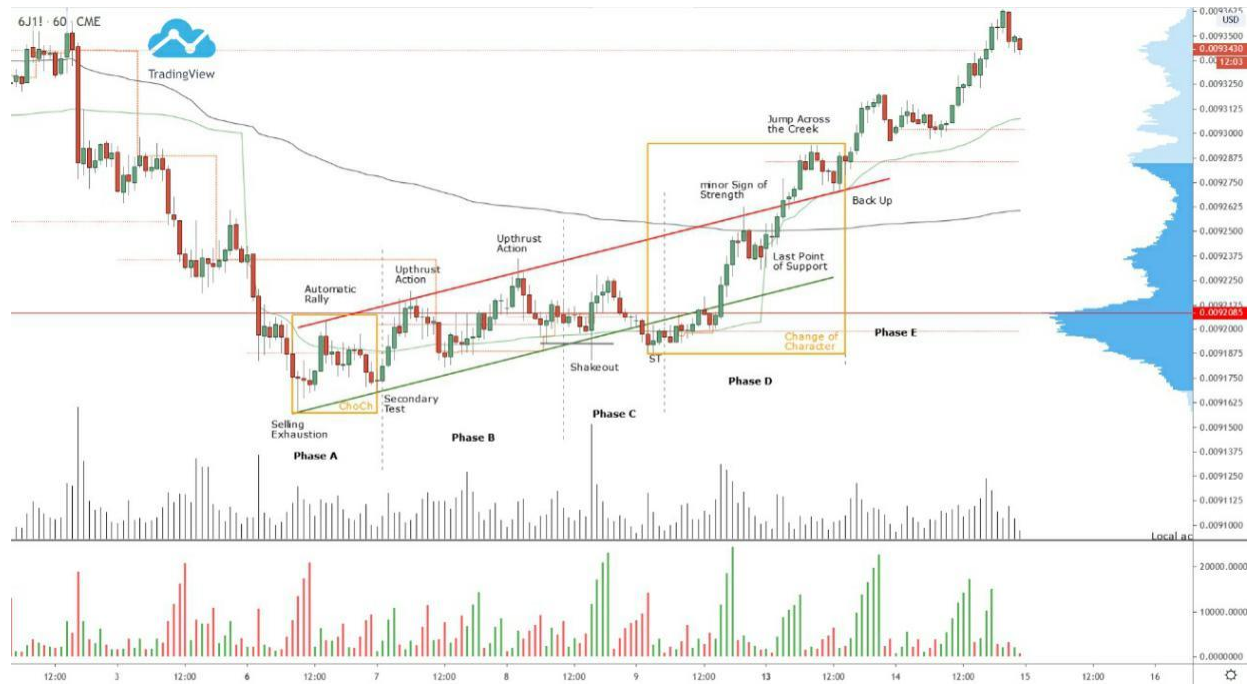 6J1! · 60 · CME
TradingView
0.0093625
USD
0.0093500
0.0093430
12:03
0.0093250
0.0093125
0.0093000
0.0092875
0.0092750
0.0092625
0.0092500
0.0092375
0.0092250
0.0092125
0.0092085
0.0092000
0.0091875
0.0091750
0.0091625
0.0091500
0.0091375
0.0091250
0.0091125
0.0091000
Jump Across
the Creek
minor Sign of
Strength
Back Up
Upthrust
Action
Last Point
of Support
Upthrust
Action
Automatic
Rally
Change of
Character
Phase E
Shakeout
ST
Phase D
ChoCh
Secondary
Test
Phase C
Selling
Exhaustion
Phase B
Phase A
Local ac
20000.0000
10000.0000
0.0000000
12:00 3 12:00 6 12:00 7 12:00 8 12:00 9 12:00 13 12:00 14 12:00 15 12:00 16